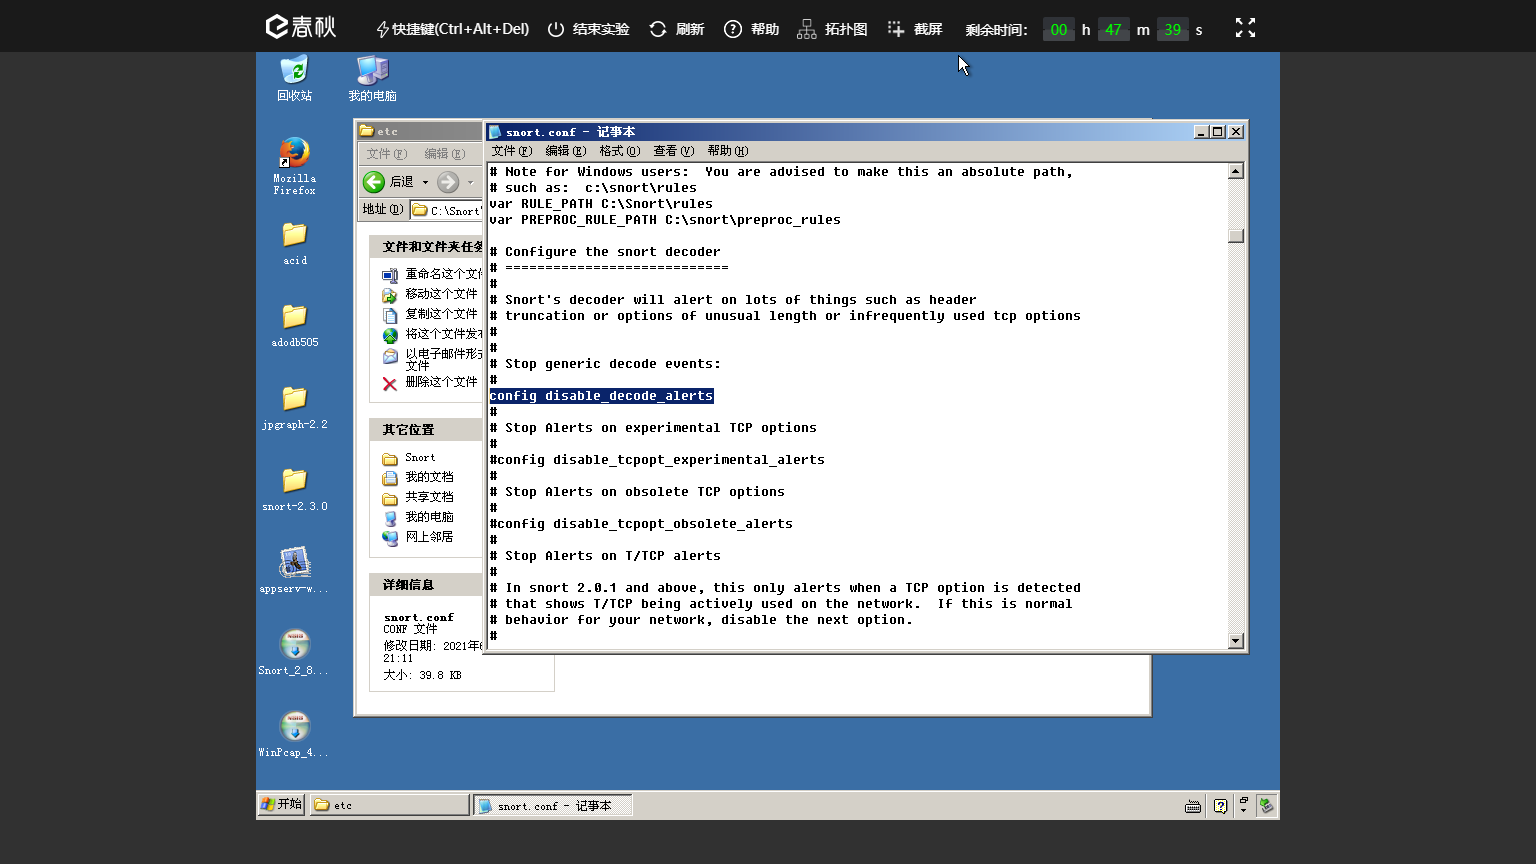 春秋
快捷键(Ctrl+Alt+Del)
结束实验
刷新
帮助
拓扑图
截屏
剩余时间:
00 h 47 m 39 s
回收站
我的电脑
Mozilla
Firefox
acid
adodb505
jpgraph-2.2
snort-2.3.0
appserv-w...
Snort_2_8...
WinPcap_4...
etc
文件(F) 编辑(E)
后退
地址(D) C:\Snort
文件和文件夹任务
重命名这个文件
移动这个文件
复制这个文件
将这个文件发布
以电子邮件形式
文件
删除这个文件
其它位置
Snort
我的文档
共享文档
我的电脑
网上邻居
详细信息
snort.conf
CONF 文件
修改日期: 2021年
21:11
大小: 39.8 KB
snort.conf - 记事本
文件(F) 编辑(E) 格式(O) 查看(V) 帮助(H)
# Note for Windows users:  You are advised to make this an absolute path,
# such as:  c:\snort\rules
var RULE_PATH C:\Snort\rules
var PREPROC_RULE_PATH C:\snort\preproc_rules
# Configure the snort decoder
# ============================
#
# Snort's decoder will alert on lots of things such as header
# truncation or options of unusual length or infrequently used tcp options
#
#
# Stop generic decode events:
#
config disable_decode_alerts
#
# Stop Alerts on experimental TCP options
#
#config disable_tcpopt_experimental_alerts
#
# Stop Alerts on obsolete TCP options
#
#config disable_tcpopt_obsolete_alerts
#
# Stop Alerts on T/TCP alerts
#
# In snort 2.0.1 and above, this only alerts when a TCP option is detected
# that shows T/TCP being actively used on the network.  If this is normal
# behavior for your network, disable the next option.
#
开始
etc
snort.conf - 记事本